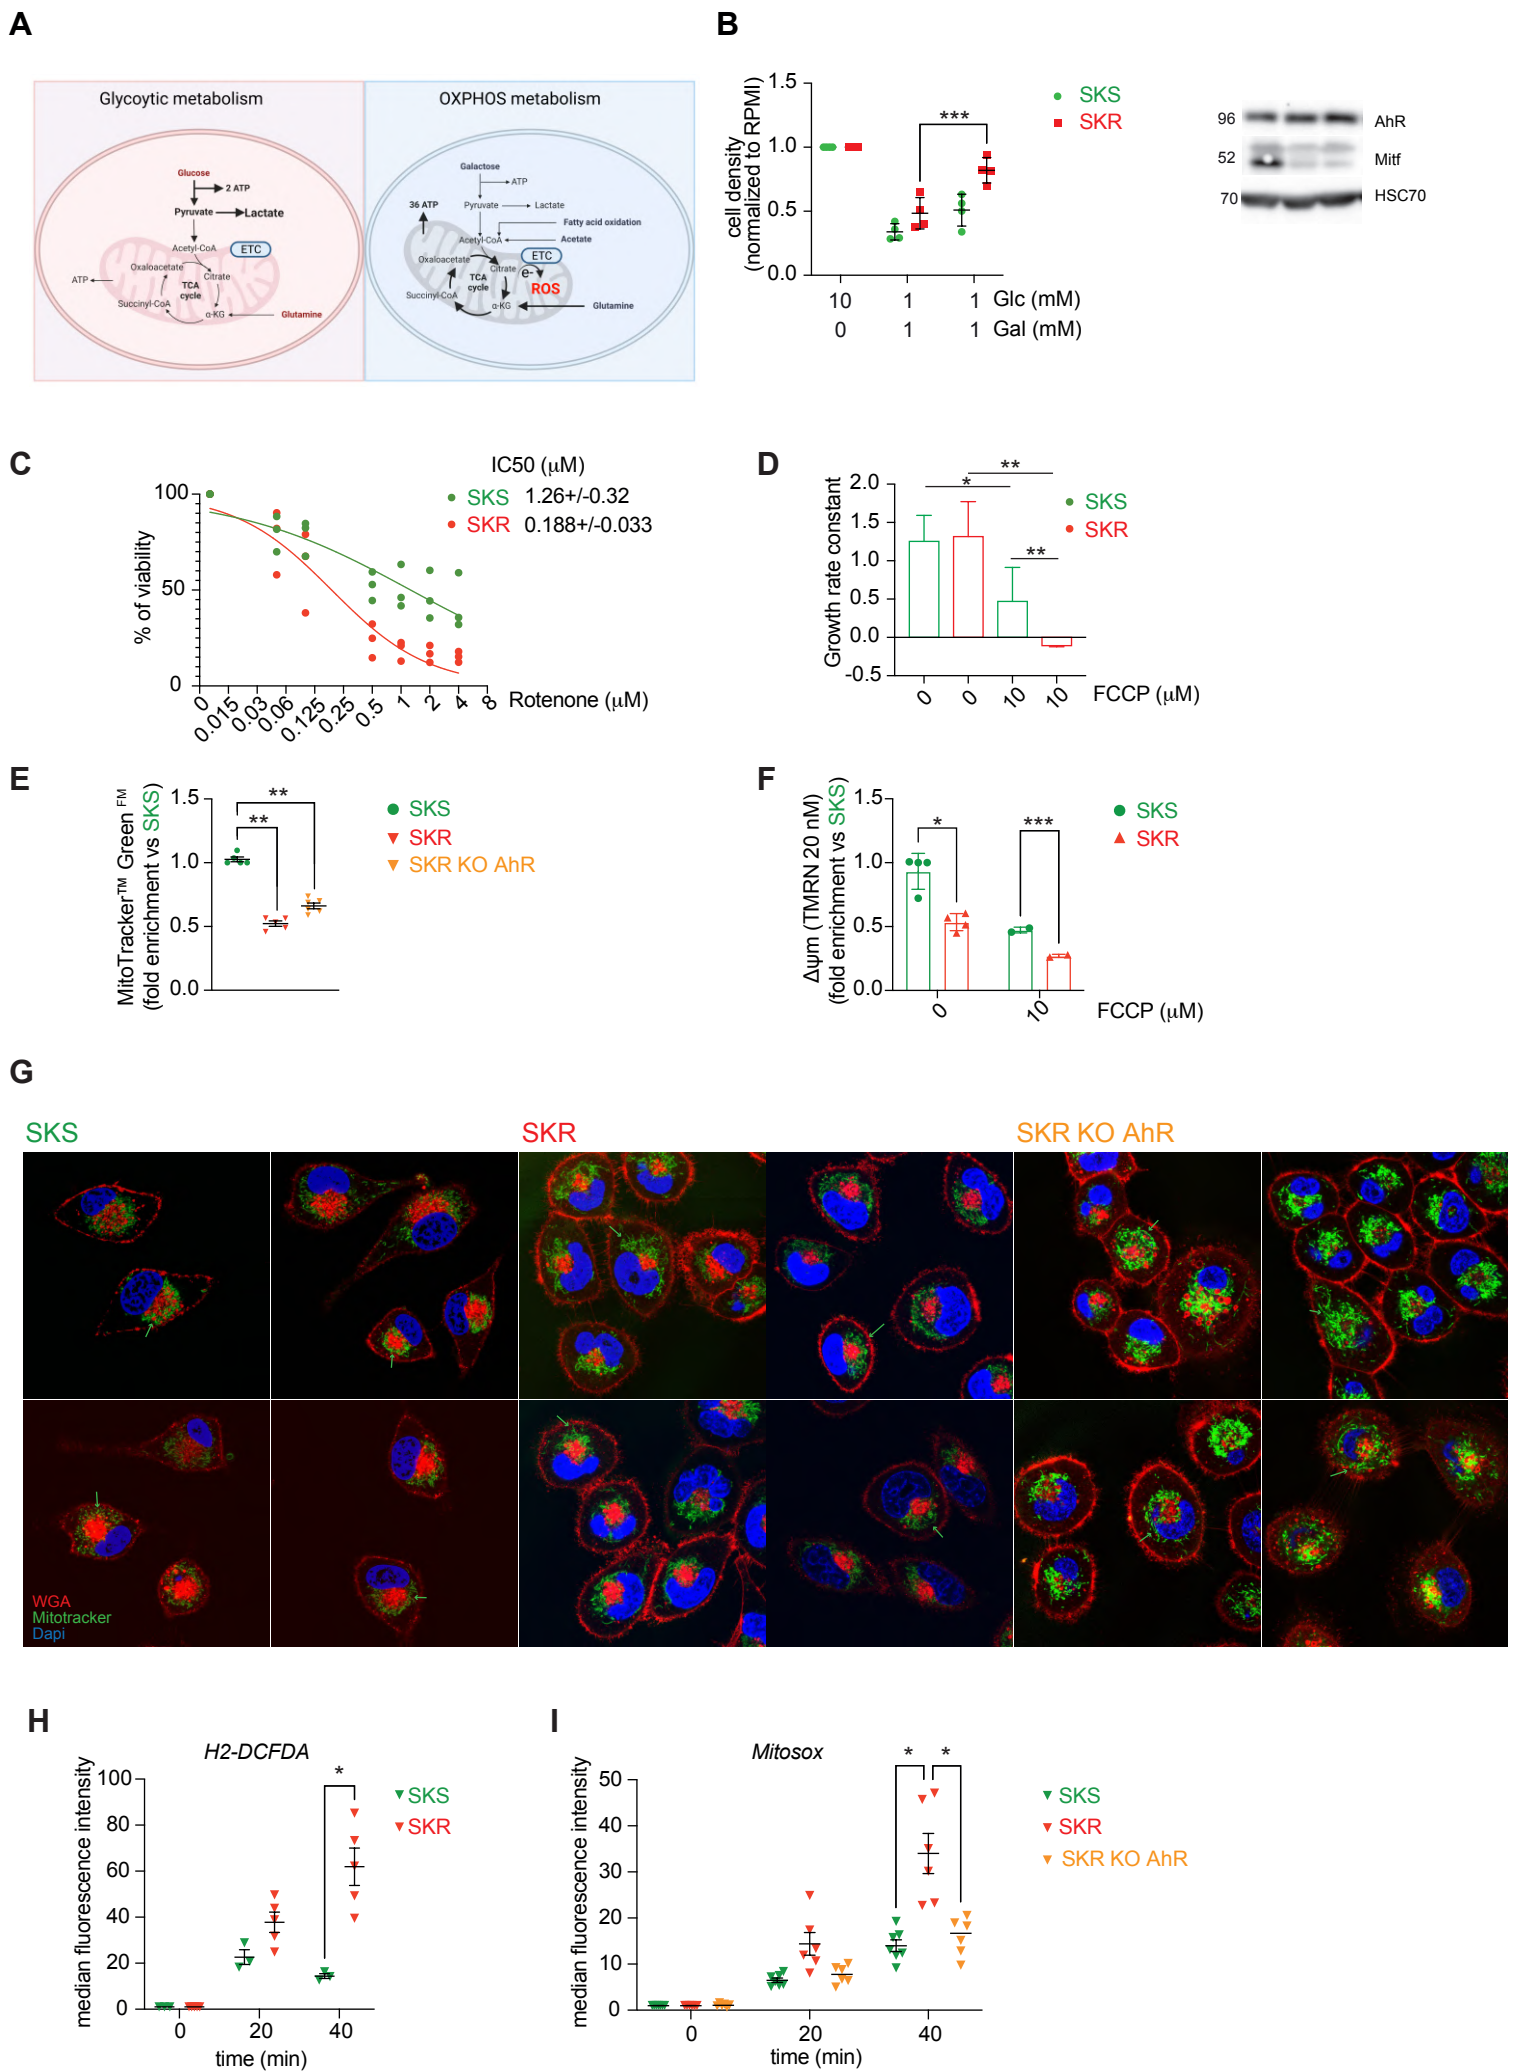 A
Glycoytic metabolism
Glucose
2 ATP
Pyruvate
Lactate
Acetyl-CoA
ETC
Oxaloacetate
Citrate
ATP
TCA
cycle
Succinyl-CoA
α-KG
Glutamine
OXPHOS metabolism
Galactose
ATP
36 ATP
Pyruvate
Lactate
Fatty acid oxidation
Acetyl-CoA
Acetate
Oxaloacetate
ETC
Citrate
e-
TCA
cycle
ROS
Succinyl-CoA
α-KG
Glutamine
B
cell density
(normalized to RPMI)
1.5
1.0
0.5
0.0
***
SKS
SKR
10 1 1 Glc (mM)
0 1 1 Gal (mM)
96 AhR
52 Mitf
70 HSC70
C
IC50 (μM)
SKS 1.26+/-0.32
SKR 0.188+/-0.033
% of viability
100
50
0
0 0.015 0.03 0.06 0.125 0.25 0.5 1 2 4 8
Rotenone (μM)
D
Growth rate constant
2.0
1.5
1.0
0.5
0.0
-0.5
**
*
**
SKS
SKR
0 0 10 10
FCCP (μM)
E
MitoTracker™ Green FM
(fold enrichment vs SKS)
1.5
1.0
0.5
0.0
**
**
SKS
SKR
SKR KO AhR
F
Δψm (TMRN 20 nM)
(fold enrichment vs SKS)
1.5
1.0
0.5
0.0
*
***
SKS
SKR
0 10
FCCP (μM)
G
SKS
SKR
SKR KO AhR
WGA
Mitotracker
Dapi
H
H2-DCFDA
median fluorescence intensity
100
80
60
40
20
0
*
SKS
SKR
0 20 40
time (min)
I
Mitosox
median fluorescence intensity
50
40
30
20
10
0
* *
SKS
SKR
SKR KO AhR
0 20 40
time (min)